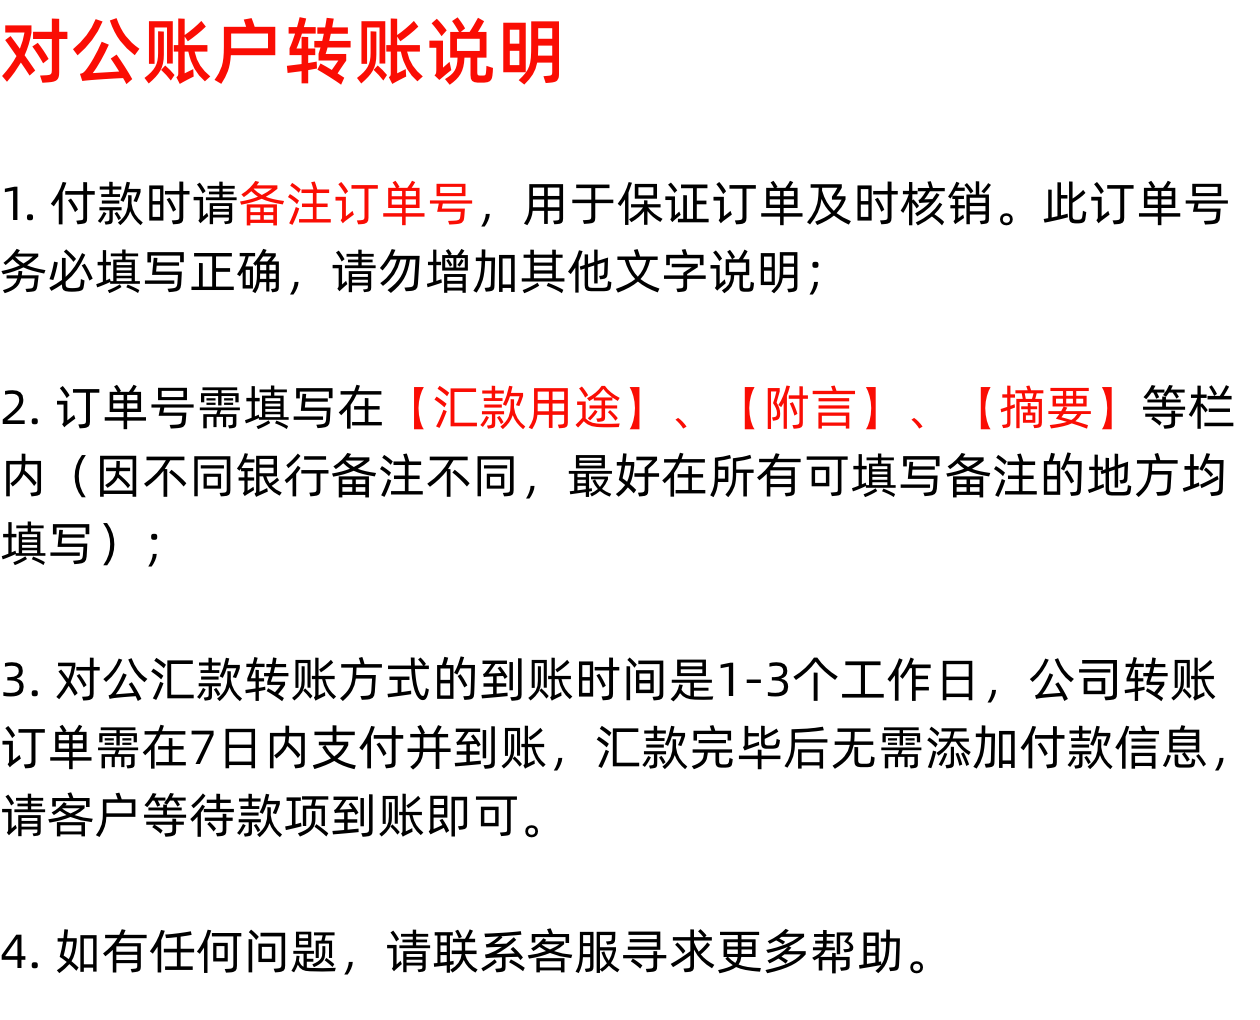 对公账户转账说明
1. 付款时请备注订单号，用于保证订单及时核销。此订单号
务必填写正确，请勿增加其他文字说明；
2. 订单号需填写在【汇款用途】、【附言】、【摘要】等栏
内（因不同银行备注不同，最好在所有可填写备注的地方均
填写）；
3. 对公汇款转账方式的到账时间是1-3个工作日，公司转账
订单需在7日内支付并到账，汇款完毕后无需添加付款信息，
请客户等待款项到账即可。
4. 如有任何问题，请联系客服寻求更多帮助。